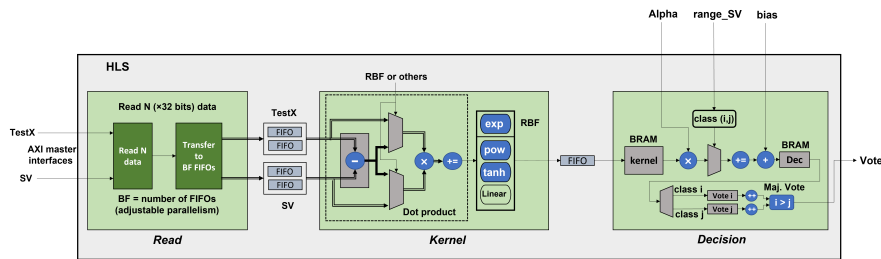 Alpha
range_SV
bias
HLS
Read N (×32 bits) data
TestX
Read N
data
Transfer
to
BF FIFOs
AXI master
interfaces
SV
BF = number of FIFOs
(adjustable parallelism)
Read
TestX
FIFO
FIFO
FIFO
FIFO
SV
RBF or others
−
×
+=
Dot product
exp
RBF
pow
tanh
Linear
Kernel
FIFO
BRAM
kernel
×
class (i,j)
+=
+
BRAM
Dec
class i
Vote i
++
class j
Vote j
++
Maj. Vote
i > j
Decision
Vote